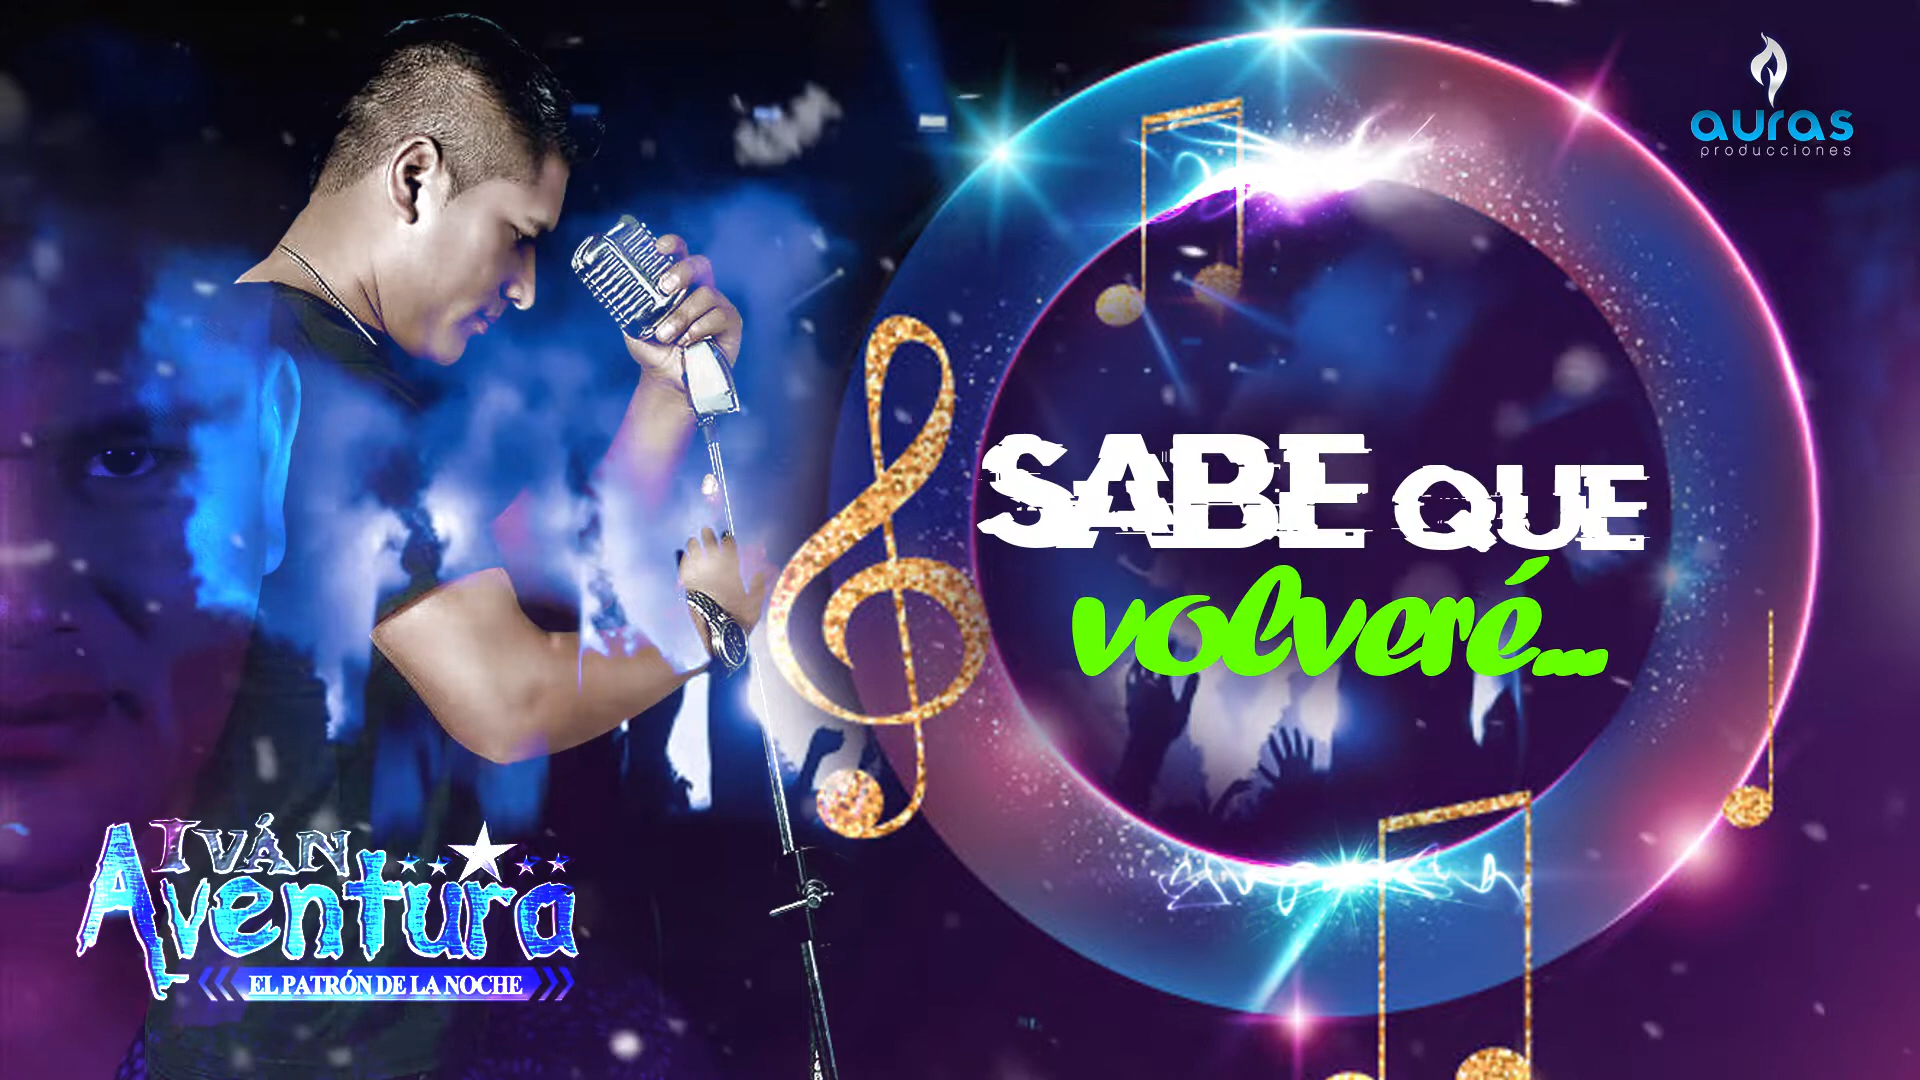 auras
producciones
SABE QUE
volveré...
IVÁN
Aventura
EL PATRÓN DE LA NOCHE